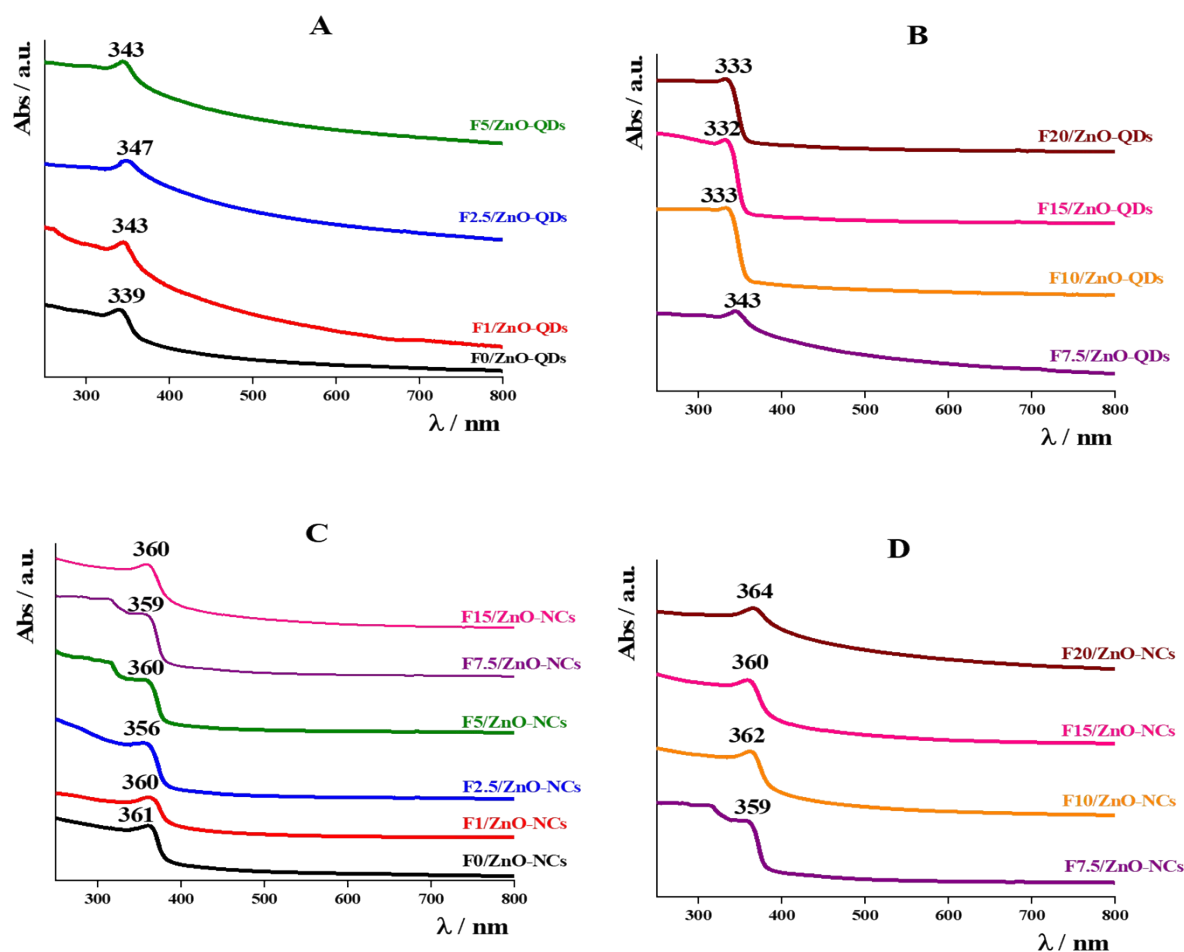 A
Abs / a.u.
343
F5/ZnO-QDs
347
F2.5/ZnO-QDs
343
F1/ZnO-QDs
339
F0/ZnO-QDs
300 400 500 600 700 800
λ / nm
B
Abs / a.u.
333
F20/ZnO-QDs
332
F15/ZnO-QDs
333
F10/ZnO-QDs
343
F7.5/ZnO-QDs
300 400 500 600 700 800
λ / nm
C
Abs / a.u.
360
F15/ZnO-NCs
359
F7.5/ZnO-NCs
360
F5/ZnO-NCs
356
F2.5/ZnO-NCs
360
F1/ZnO-NCs
361
F0/ZnO-NCs
300 400 500 600 700 800
λ / nm
D
Abs / a.u.
364
F20/ZnO-NCs
360
F15/ZnO-NCs
362
F10/ZnO-NCs
359
F7.5/ZnO-NCs
300 400 500 600 700 800
λ / nm